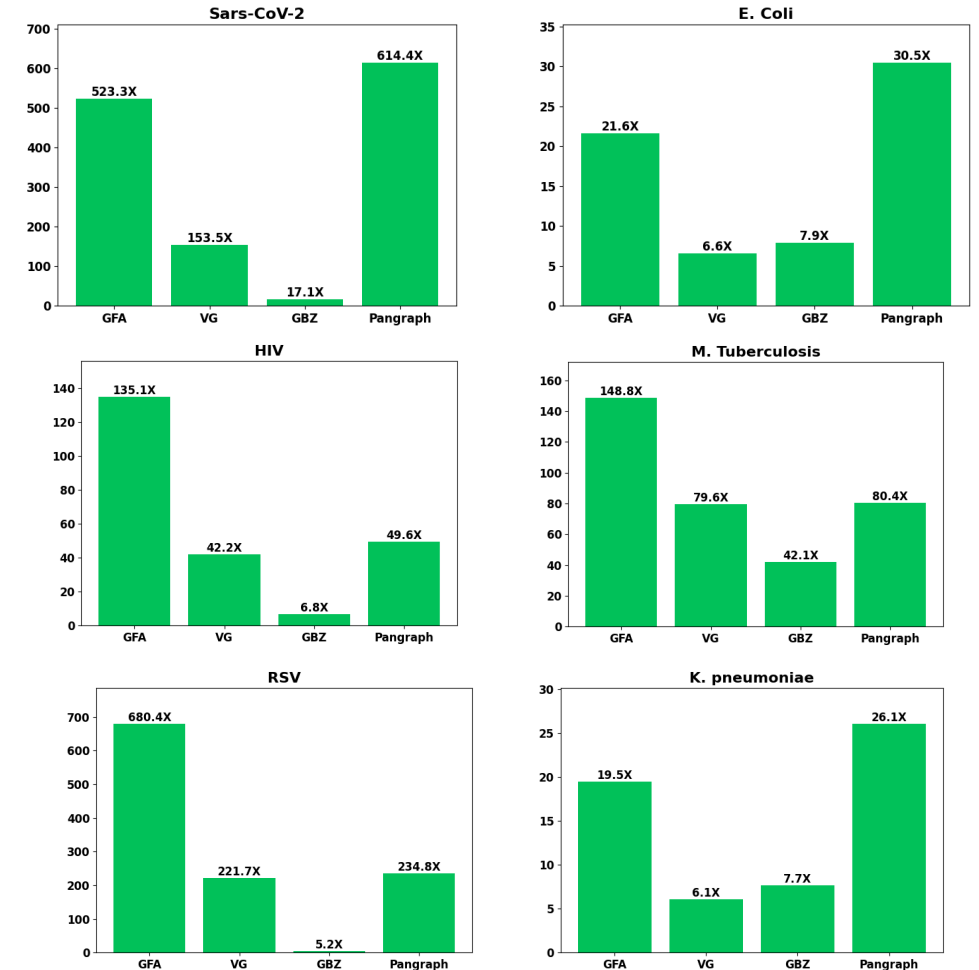 Sars-CoV-2
700
600
500
400
300
200
100
0
523.3X
153.5X
17.1X
614.4X
GFA VG GBZ Pangraph
E. Coli
35
30
25
20
15
10
5
0
21.6X
6.6X
7.9X
30.5X
GFA VG GBZ Pangraph
HIV
140
120
100
80
60
40
20
0
135.1X
42.2X
6.8X
49.6X
GFA VG GBZ Pangraph
M. Tuberculosis
160
140
120
100
80
60
40
20
0
148.8X
79.6X
42.1X
80.4X
GFA VG GBZ Pangraph
RSV
700
600
500
400
300
200
100
0
680.4X
221.7X
5.2X
234.8X
GFA VG GBZ Pangraph
K. pneumoniae
30
25
20
15
10
5
0
19.5X
6.1X
7.7X
26.1X
GFA VG GBZ Pangraph